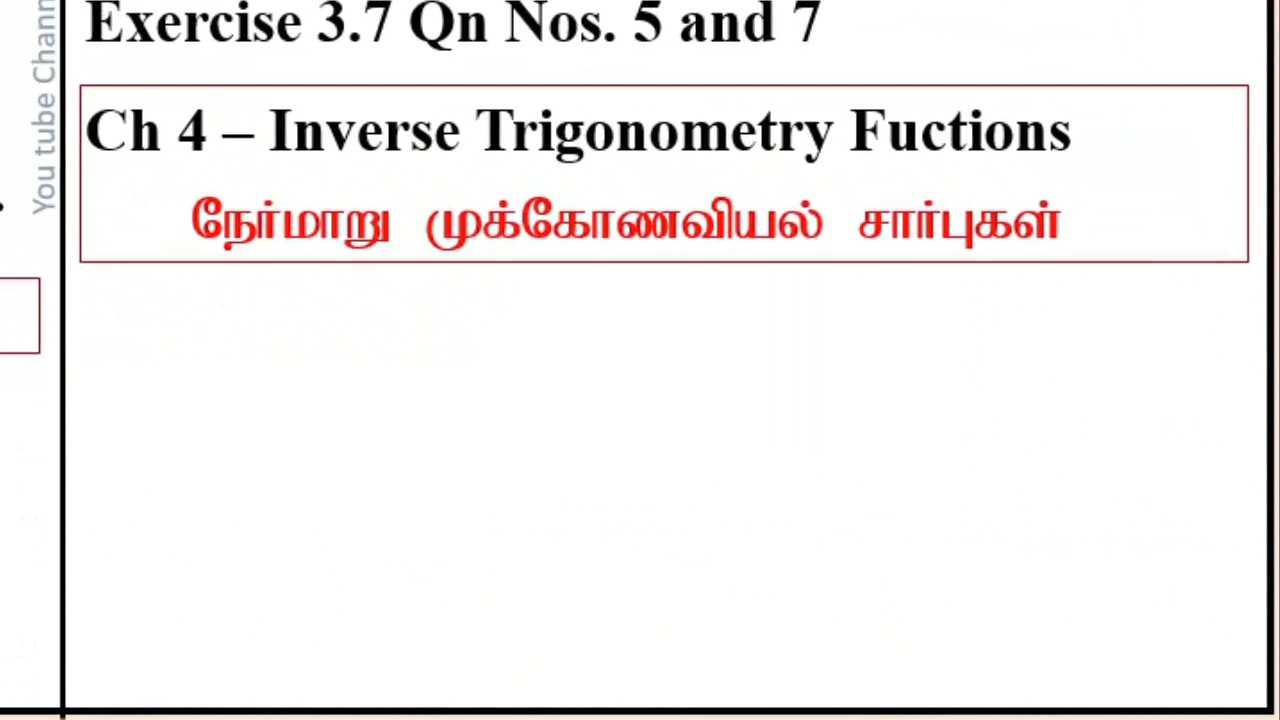 You tube Chann
Exercise 3.7 Qn Nos. 5 and 7
Ch 4 – Inverse Trigonometry Fuctions
நேர்மாறு முக்கோணவியல் சார்புகள்